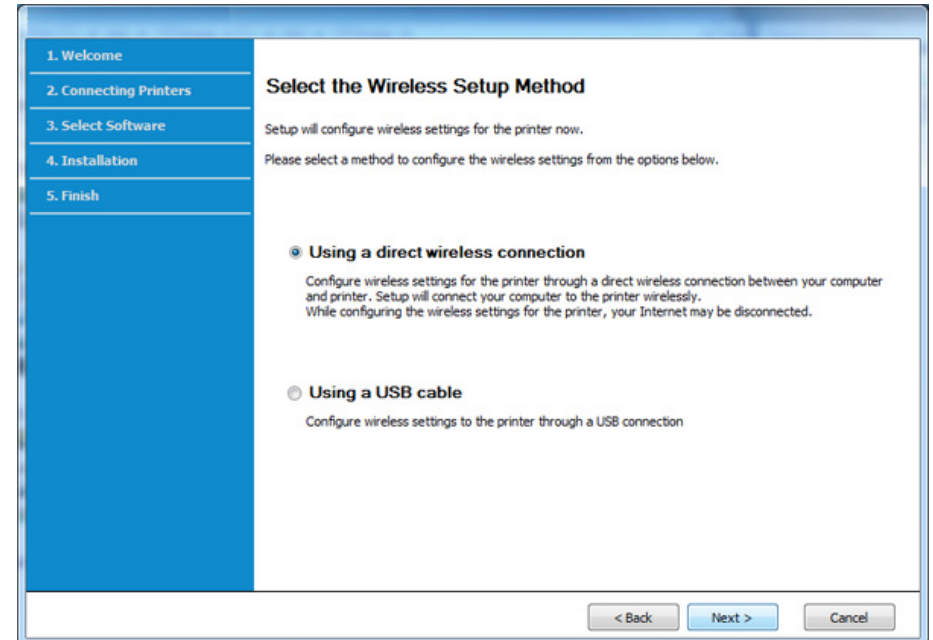 1. Welcome
2. Connecting Printers
3. Select Software
4. Installation
5. Finish
Select the Wireless Setup Method
Setup will configure wireless settings for the printer now.
Please select a method to configure the wireless settings from the options below.
Using a direct wireless connection
Configure wireless settings for the printer through a direct wireless connection between your computer
and printer. Setup will connect your computer to the printer wirelessly.
While configuring the wireless settings for the printer, your Internet may be disconnected.
Using a USB cable
Configure wireless settings to the printer through a USB connection
< Back
Next >
Cancel